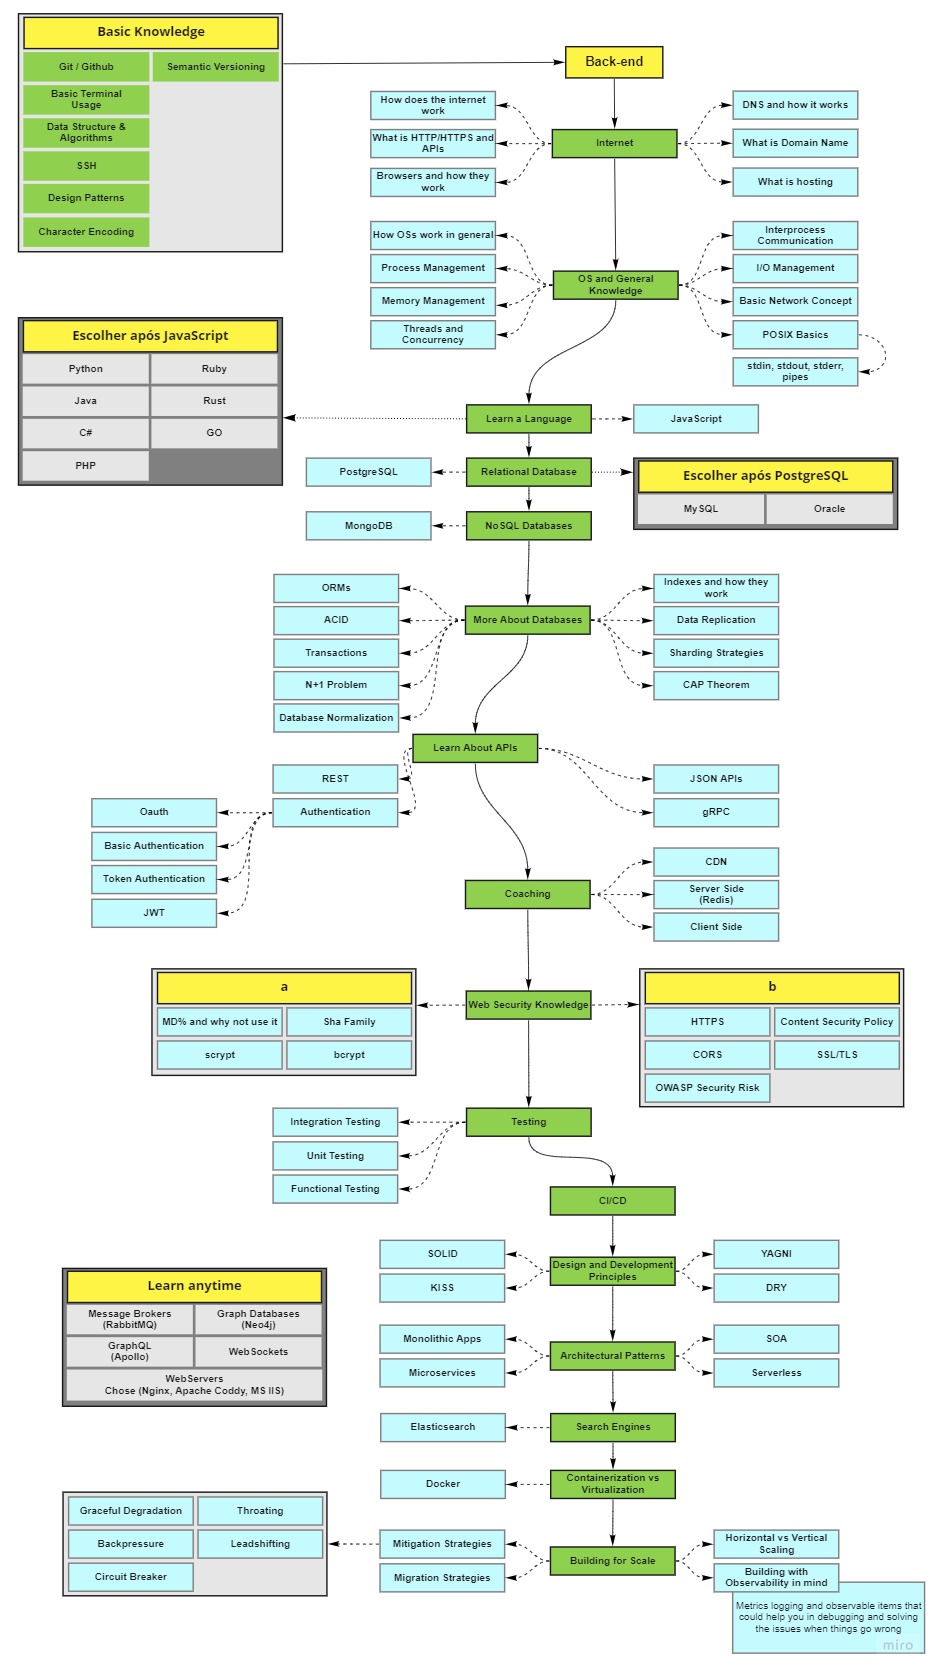 Basic Knowledge
Git / Github
Semantic Versioning
Basic Terminal
Usage
Data Structure &
Algorithms
SSH
Design Patterns
Character Encoding
Back-end
How does the internet
work
What is HTTP/HTTPS and
APIs
Browsers and how they
work
Internet
DNS and how it works
What is Domain Name
What is hosting
How OSs work in general
Process Management
Memory Management
Threads and
Concurrency
OS and General
Knowledge
Interprocess
Communication
I/O Management
Basic Network Concept
POSIX Basics
stdin, stdout, stderr,
pipes
Escolher após JavaScript
Python
Ruby
Java
Rust
C#
GO
PHP
Learn a Language
JavaScript
PostgreSQL
Relational Database
Escolher após PostgreSQL
MySQL
Oracle
MongoDB
NoSQL Databases
ORMs
ACID
Transactions
N+1 Problem
Database Normalization
More About Databases
Indexes and how they
work
Data Replication
Sharding Strategies
CAP Theorem
Learn About APIs
REST
Authentication
JSON APIs
gRPC
Oauth
Basic Authentication
Token Authentication
JWT
Coaching
CDN
Server Side
(Redis)
Client Side
a
MD% and why not use it
Sha Family
scrypt
bcrypt
Web Security Knowledge
b
HTTPS
Content Security Policy
CORS
SSL/TLS
OWASP Security Risk
Integration Testing
Unit Testing
Functional Testing
Testing
CI/CD
SOLID
KISS
Design and Development
Principles
YAGNI
DRY
Learn anytime
Message Brokers
(RabbitMQ)
Graph Databases
(Neo4j)
GraphQL
(Apollo)
WebSockets
WebServers
Chose (Nginx, Apache Coddy, MS IIS)
Monolithic Apps
Microservices
Architectural Patterns
SOA
Serverless
Elasticsearch
Search Engines
Docker
Containerization vs
Virtualization
Graceful Degradation
Throating
Backpressure
Leadshifting
Circuit Breaker
Mitigation Strategies
Migration Strategies
Building for Scale
Horizontal vs Vertical
Scaling
Building with
Observability in mind
Metrics logging and observable items that
could help you in debugging and solving
the issues when things go wrong
miro